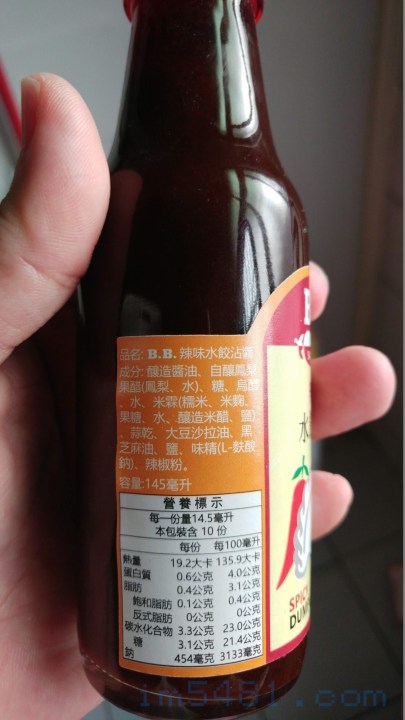 品名: B.B. 辣味水餃沾醬
成分: 釀造醬油、自釀鳳梨
果醋(鳳梨、水)、糖、烏醋
、水、米霖(糯米、米麴、
果糖、水、釀造米醋、鹽)
、蒜乾、大豆沙拉油、黑
芝麻油、鹽、味精(L-麩酸
鈉)、辣椒粉。
容量:145毫升
營養標示
每一份量14.5毫升
本包裝含 10 份
每份 每100毫升
熱量 19.2大卡 135.9大卡
蛋白質 0.6公克 4.0公克
脂肪 0.4公克 3.1公克
飽和脂肪 0.1公克 0.4公克
反式脂肪 0公克 0公克
碳水化合物 3.3公克 23.0公克
糖 3.1公克 21.4公克
鈉 454毫克 3133毫克
水
SPIC
DUM
im5481.com